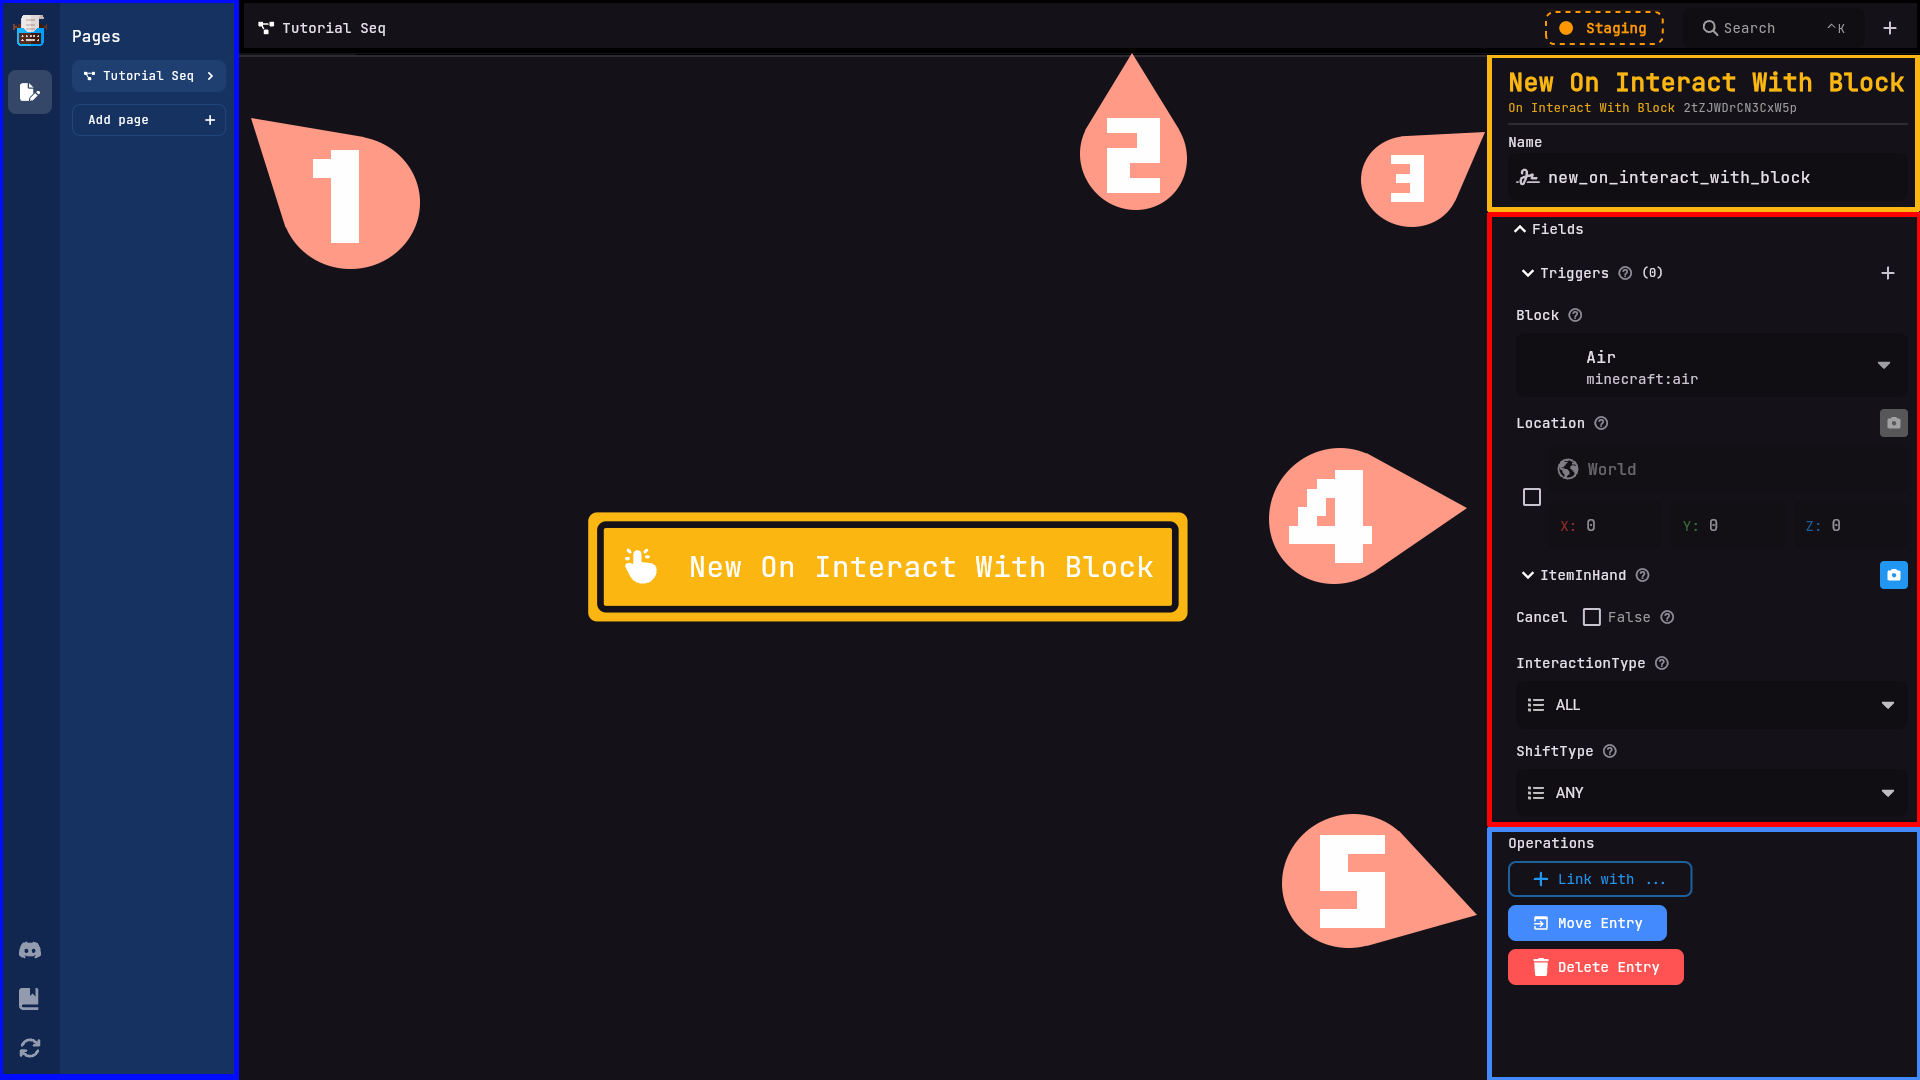 Pages
Tutorial Seq
Add page
Tutorial Seq
Staging
Search
^K
1
2
3
4
5
New On Interact With Block
New On Interact With Block
On Interact With Block 2tZJWDrCN3CxW5p
Name
new_on_interact_with_block
Fields
Triggers (0)
Block
Air
minecraft:air
Location
World
X: 0 Y: 0 Z: 0
ItemInHand
Cancel False
InteractionType
ALL
ShiftType
ANY
Operations
Link with ...
Move Entry
Delete Entry